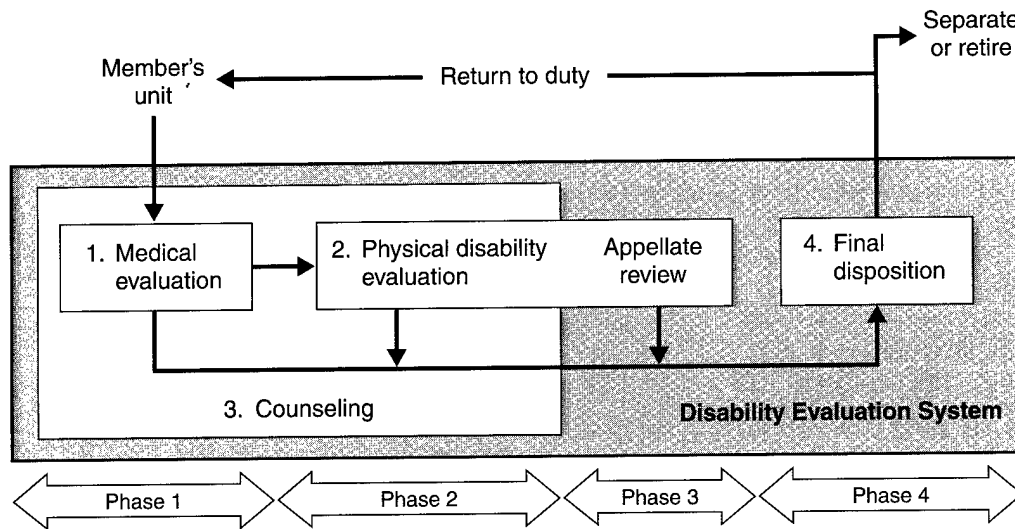 Separate
or retire
Member's
unit
Return to duty
1. Medical
evaluation
2. Physical disability
evaluation
Appellate
review
4. Final
disposition
3. Counseling
Disability Evaluation System
Phase 1
Phase 2
Phase 3
Phase 4